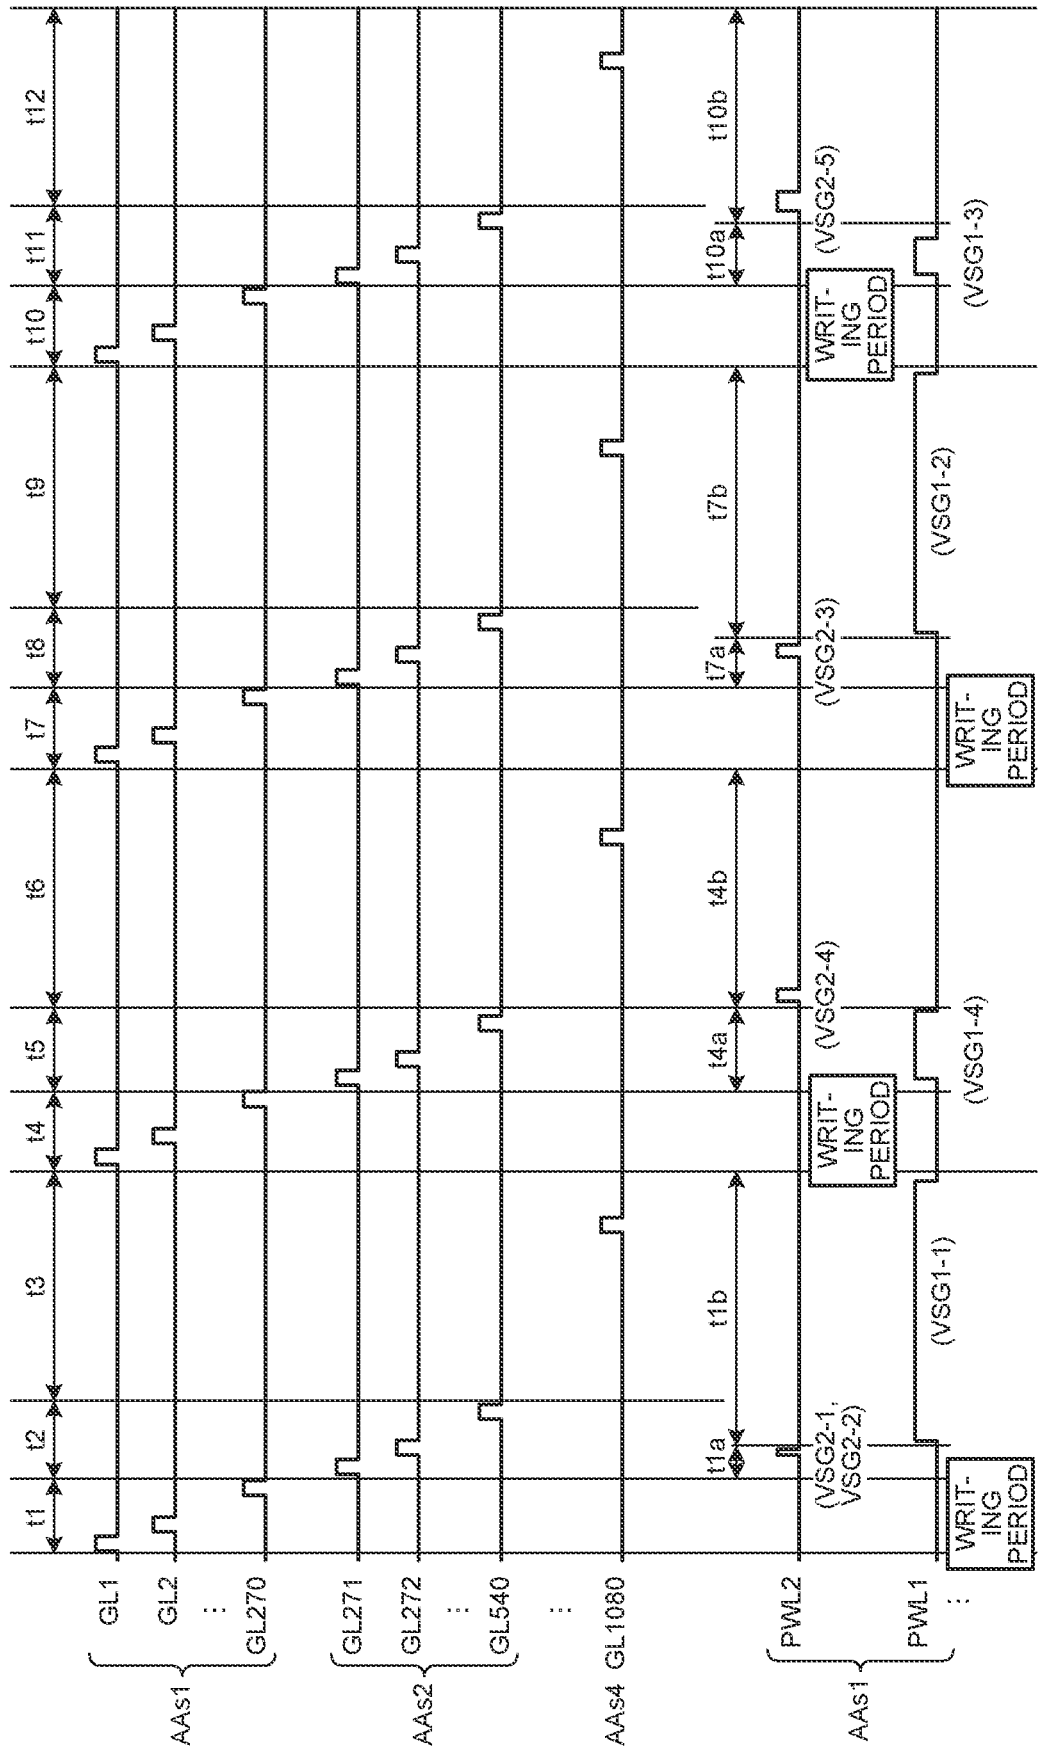 t1
t2
t3
t4
t5
t6
t7
t8
t9
t10
t11
t12
AAs1
GL1
GL2
GL270
AAs2
GL271
GL272
GL540
AAs4
GL1080
t1a
t1b
t4a
t4b
t7a
t7b
t10a
t10b
AAs1
PWL2
(VSG2-1,
VSG2-2)
WRIT-
ING
PERIOD
(VSG2-4)
(VSG2-3)
WRIT-
ING
PERIOD
(VSG2-5)
PWL1
WRIT-
ING
PERIOD
(VSG1-1)
(VSG1-4)
WRIT-
ING
PERIOD
(VSG1-2)
(VSG1-3)